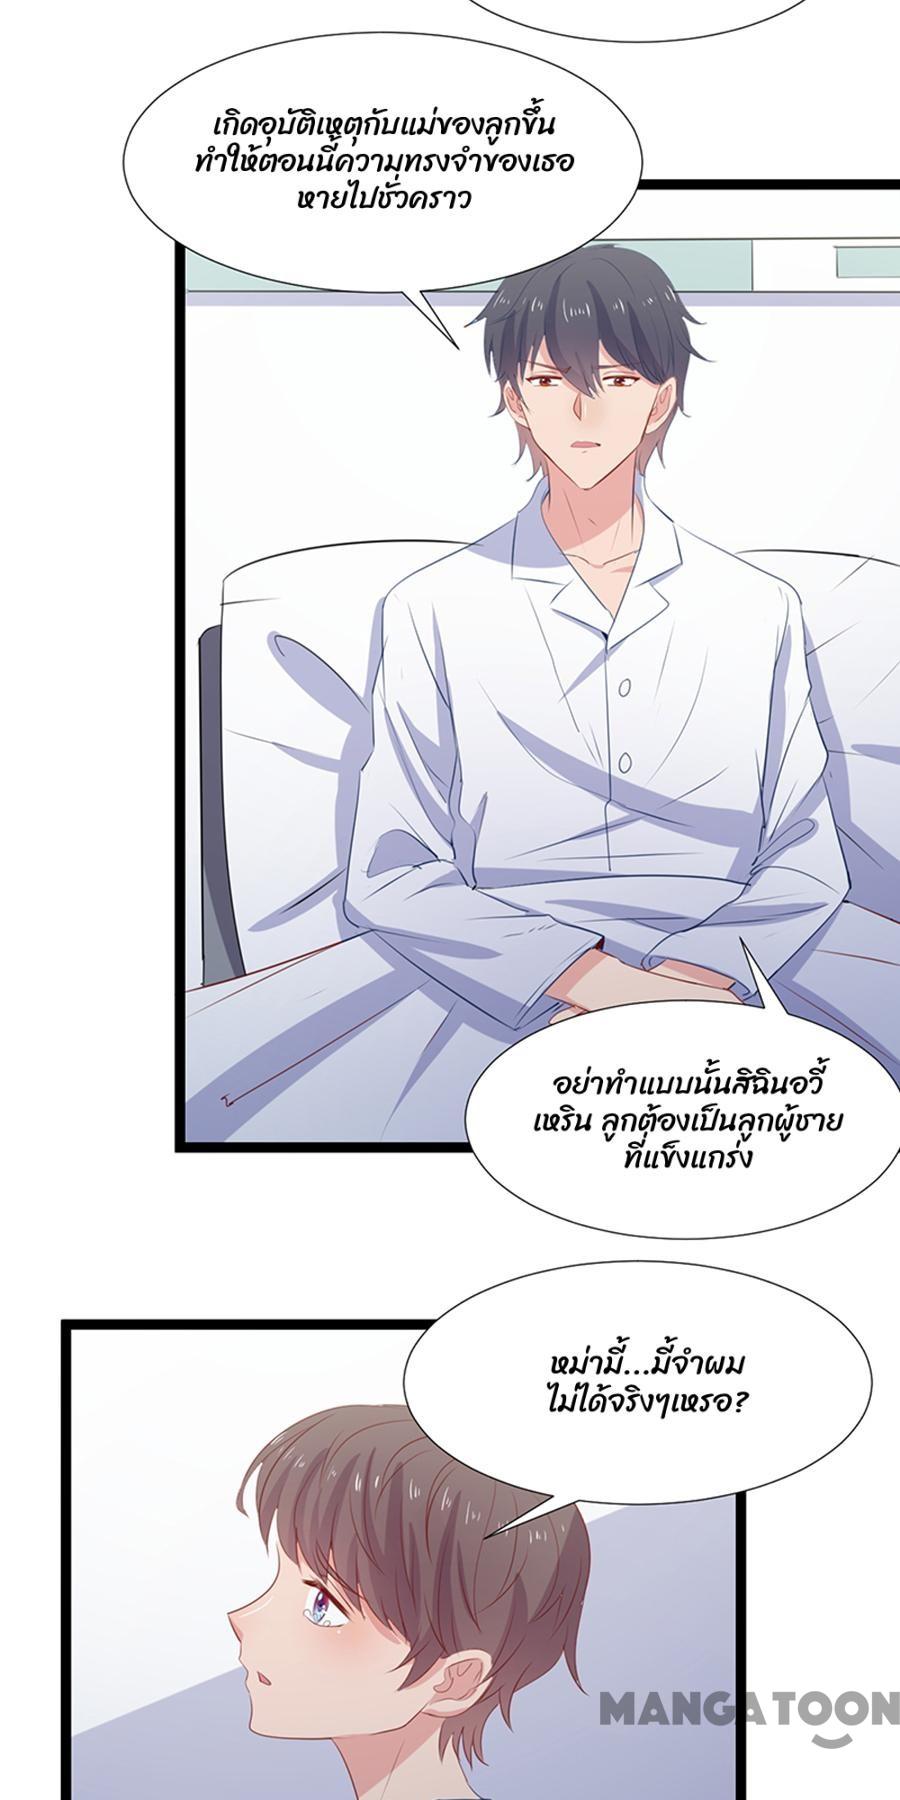 เกิดอุบัติเหตุกับแม่ของลูกขึ้น
ทำให้ตอนนี้ความทรงจำของเธอ
หายไปชั่วคราว
อย่าทำแบบนั้นสิฉินอวี้
เหริน ลูกต้องเป็นลูกผู้ชาย
ที่แข็งแกร่ง
หม่ามี้...มี้จำผม
ไม่ได้จริงๆเหรอ?
MANGATOON